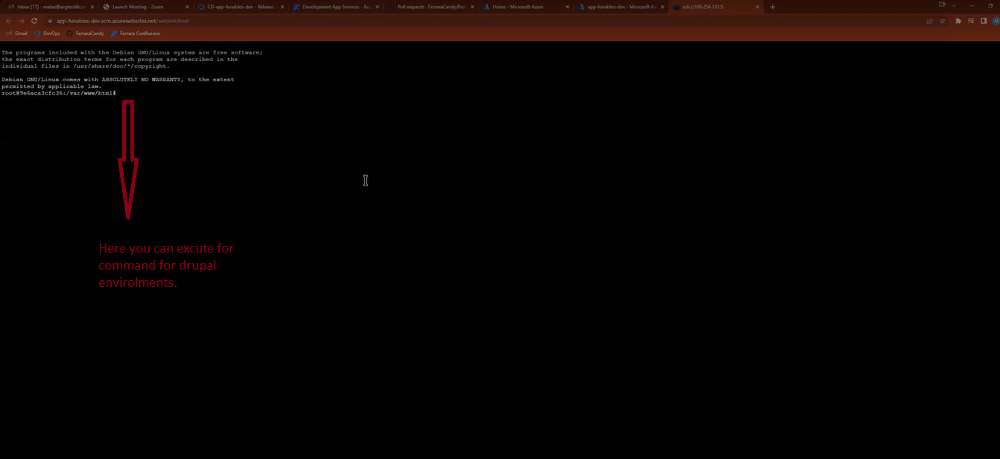 Inbox (17) - matias@argtechllc.c
Launch Meeting - Zoom
CD-app-funables-dev - Release
Development App Services - Az
Pull requests - FerraraCandy/Fer
Home - Microsoft Azure
app-funables-dev - Microsoft Az
ssh://169.254.131.5
app-funables-dev.scm.azurewebsites.net/webssh/host
Gmail DevOps FerraraCandy Ferrara Confluence
The programs included with the Debian GNU/Linux system are free software;
the exact distribution terms for each program are described in the
individual files in /usr/share/doc/*/copyright.
Debian GNU/Linux comes with ABSOLUTELY NO WARRANTY, to the extent
permitted by applicable law.
root@9e6aca3cfc36:/var/www/html$
Here you can excute for
command for drupal
envirolments.